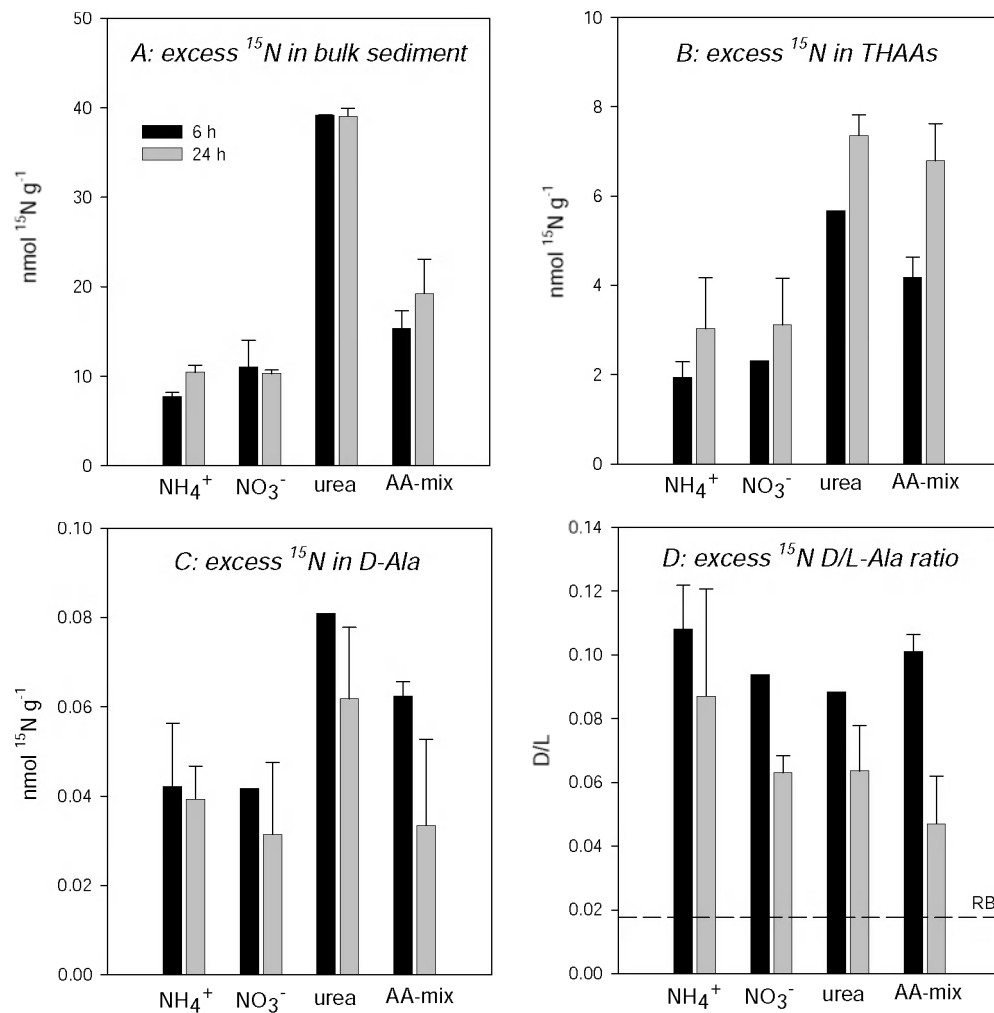 A: excess ¹⁵N in bulk sediment
50
40
30
20
10
0
nmol ¹⁵N g⁻¹
6 h
24 h
NH₄⁺ NO₃⁻ urea AA-mix
B: excess ¹⁵N in THAAs
10
8
6
4
2
0
nmol ¹⁵N g⁻¹
NH₄⁺ NO₃⁻ urea AA-mix
C: excess ¹⁵N in D-Ala
0.10
0.08
0.06
0.04
0.02
0.00
nmol ¹⁵N g⁻¹
NH₄⁺ NO₃⁻ urea AA-mix
D: excess ¹⁵N D/L-Ala ratio
0.14
0.12
0.10
0.08
0.06
0.04
0.02
0.00
D/L
RB
NH₄⁺ NO₃⁻ urea AA-mix